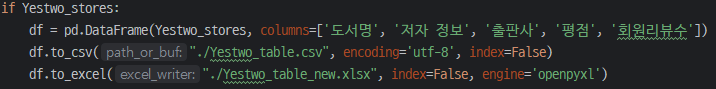 if Yestwo_stores:
df = pd.DataFrame(Yestwo_stores, columns=['도서명', '저자 정보', '출판사', '평점', '회원리뷰수'])
df.to_csv( path_or_buf: "./Yestwo_table.csv", encoding='utf-8', index=False)
df.to_excel( excel_writer: "./Yestwo_table_new.xlsx", index=False, engine='openpyxl')